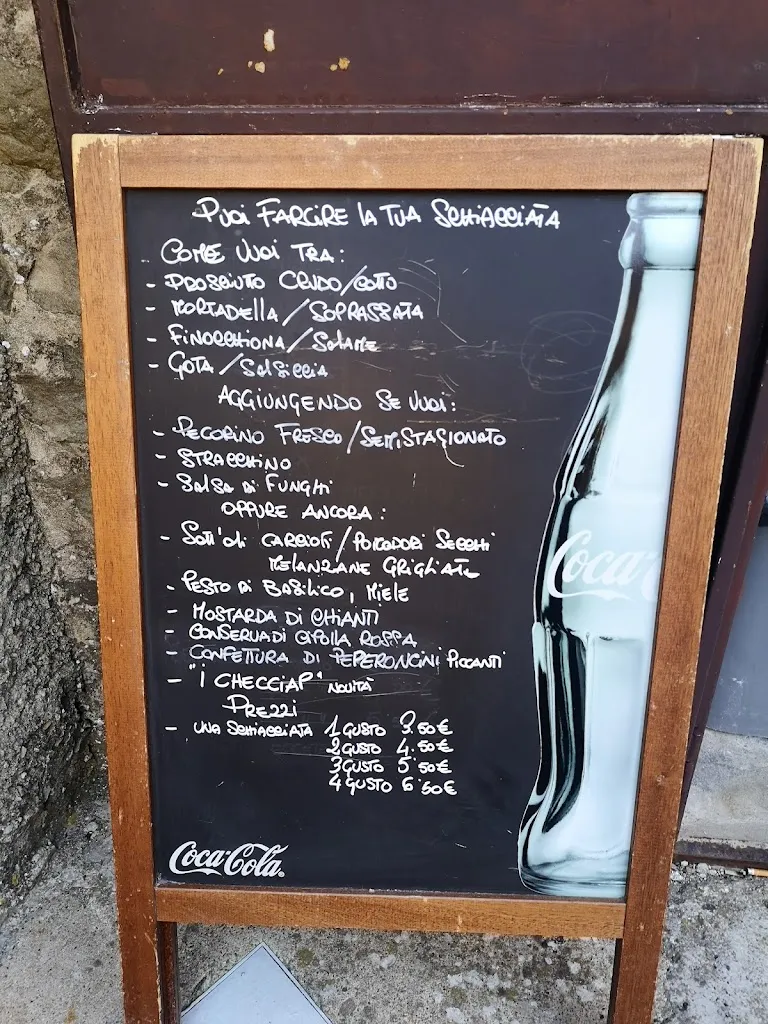 PUOI FARCIRE LA TUA SCHIACCIATA
COME VUOI TRA:
- PROSCIUTO CRUDO/COTTO
- MORTADELLA/SOPRASSATA
- FINOCCHIONA/SALAME
- GOTA/SALSICCIA
AGGIUNGENDO SE VUOI:
- PECORINO FRESCO/SEMISTAGIONATO
- STRACCHINO
- SALSA DI FUNGHI
OPPURE ANCORA:
- SOTT'OLI CARCIOFI/POMODORI SECCHI
MELANZANE GRIGLIATE
- PESTO DI BASILICO, MIELE
- MOSTARDA DI CHIANTI
- CONSERVA DI CIPOLLA ROSSA
- CONFETTURA DI PEPERONCINI PICCANTI
- "I CHECCIAP" NOVITÀ
PREZZI
- UNA SCHIACCIATA 1 GUSTO 3.50€
2 GUSTO 4.50€
3 GUSTO 5.50€
4 GUSTO 6.50€
Coca-Cola
Coca-C